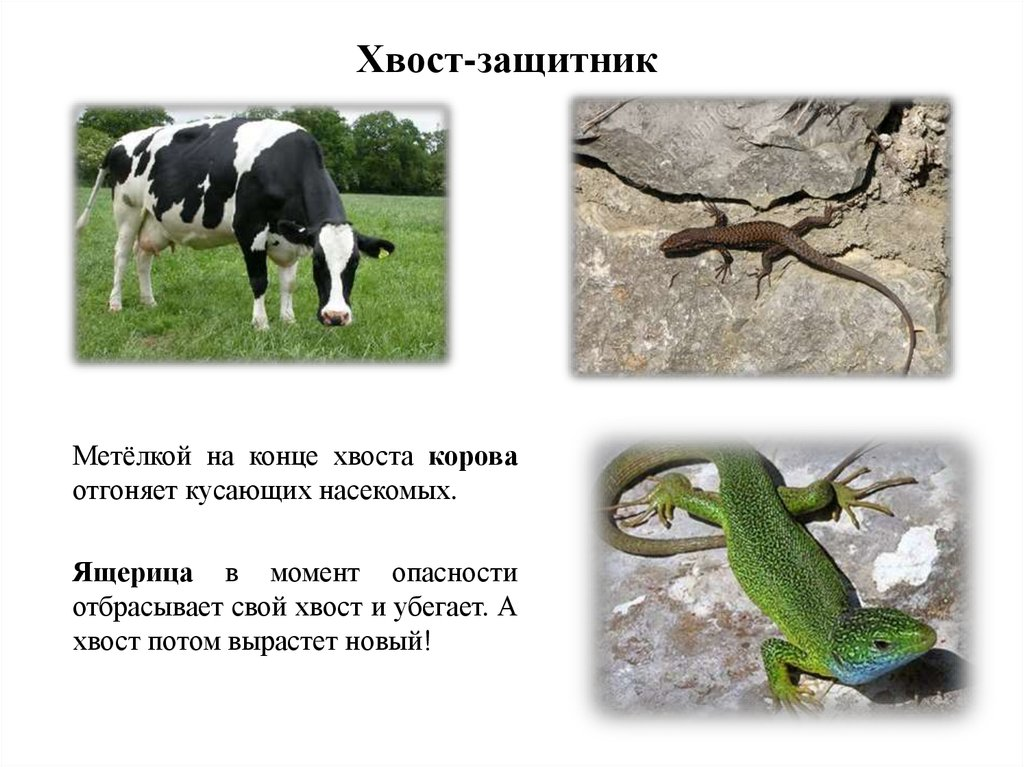 Хвост-защитник
Метёлкой на конце хвоста корова
отгоняет кусающих насекомых.
Ящерица в момент опасности
отбрасывает свой хвост и убегает. А
хвост потом вырастет новый!